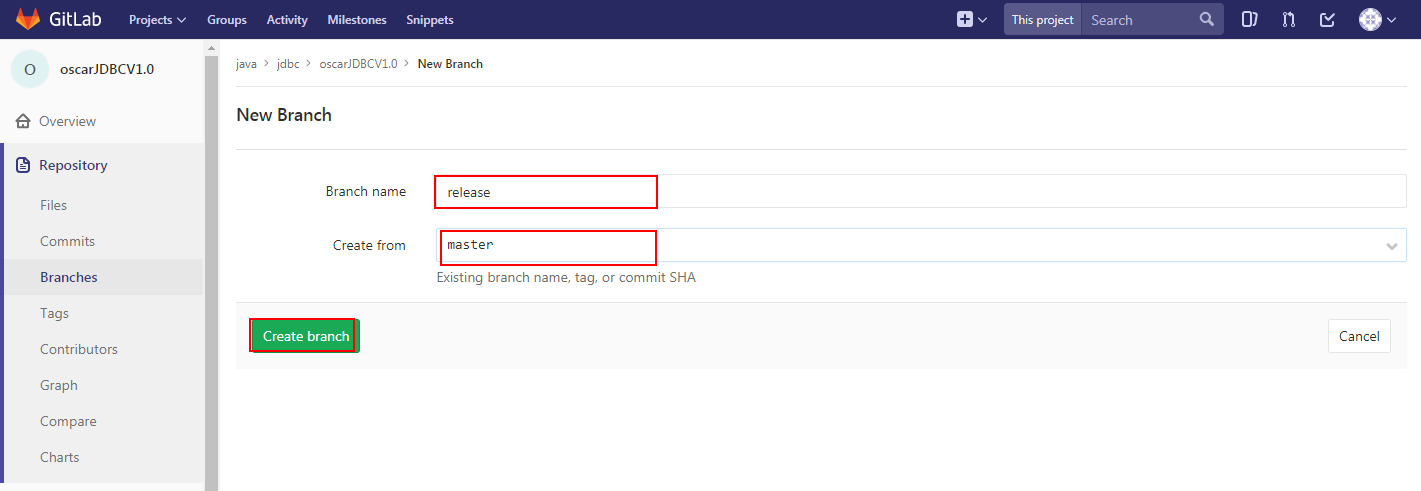 GitLab Projects Groups Activity Milestones Snippets This project Search
O oscarJDBCV1.0
Overview
Repository
Files
Commits
Branches
Tags
Contributors
Graph
Compare
Charts
java > jdbc > oscarJDBCV1.0 > New Branch
New Branch
Branch name release
Create from master
Existing branch name, tag, or commit SHA
Create branch Cancel